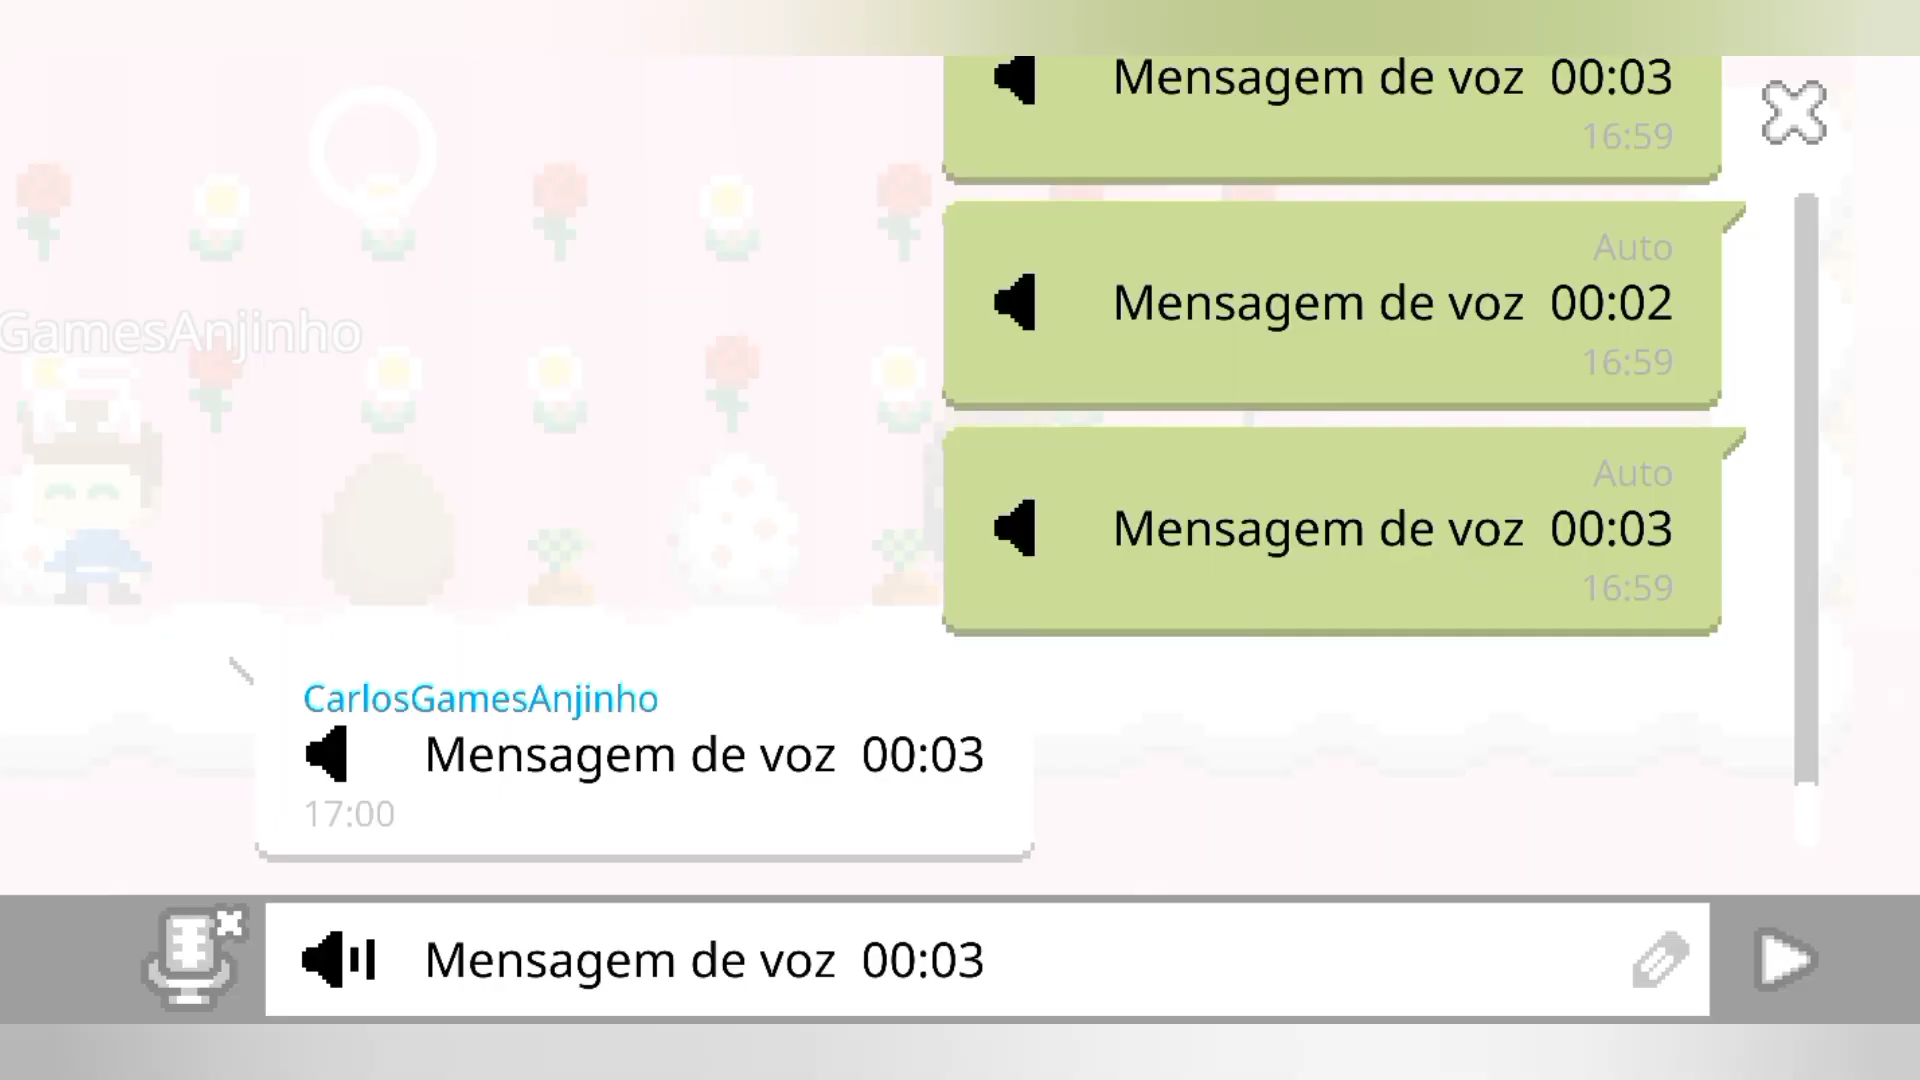 Mensagem de voz 00:03
16:59
Auto
Mensagem de voz 00:02
16:59
GamesAnjinho
Auto
Mensagem de voz 00:03
16:59
CarlosGamesAnjinho
Mensagem de voz 00:03
17:00
Mensagem de voz 00:03